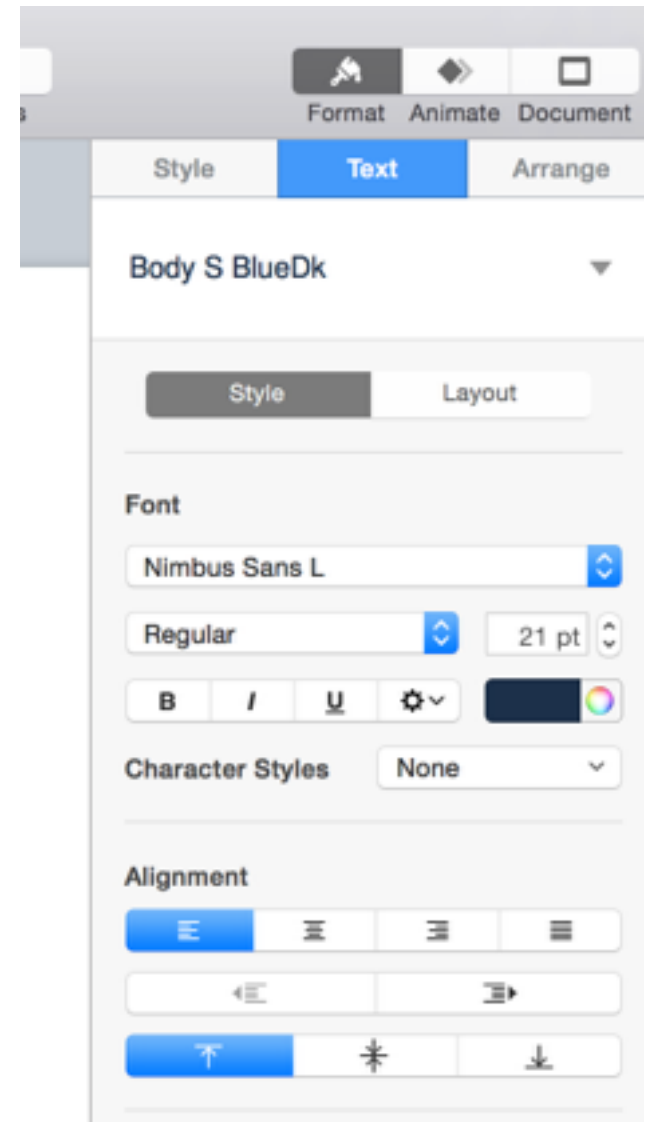 s
Format Animate Document
Style Text Arrange
Body S BlueDk
Style Layout
Font
Nimbus Sans L
Regular 21 pt
B I U
Character Styles None
Alignment